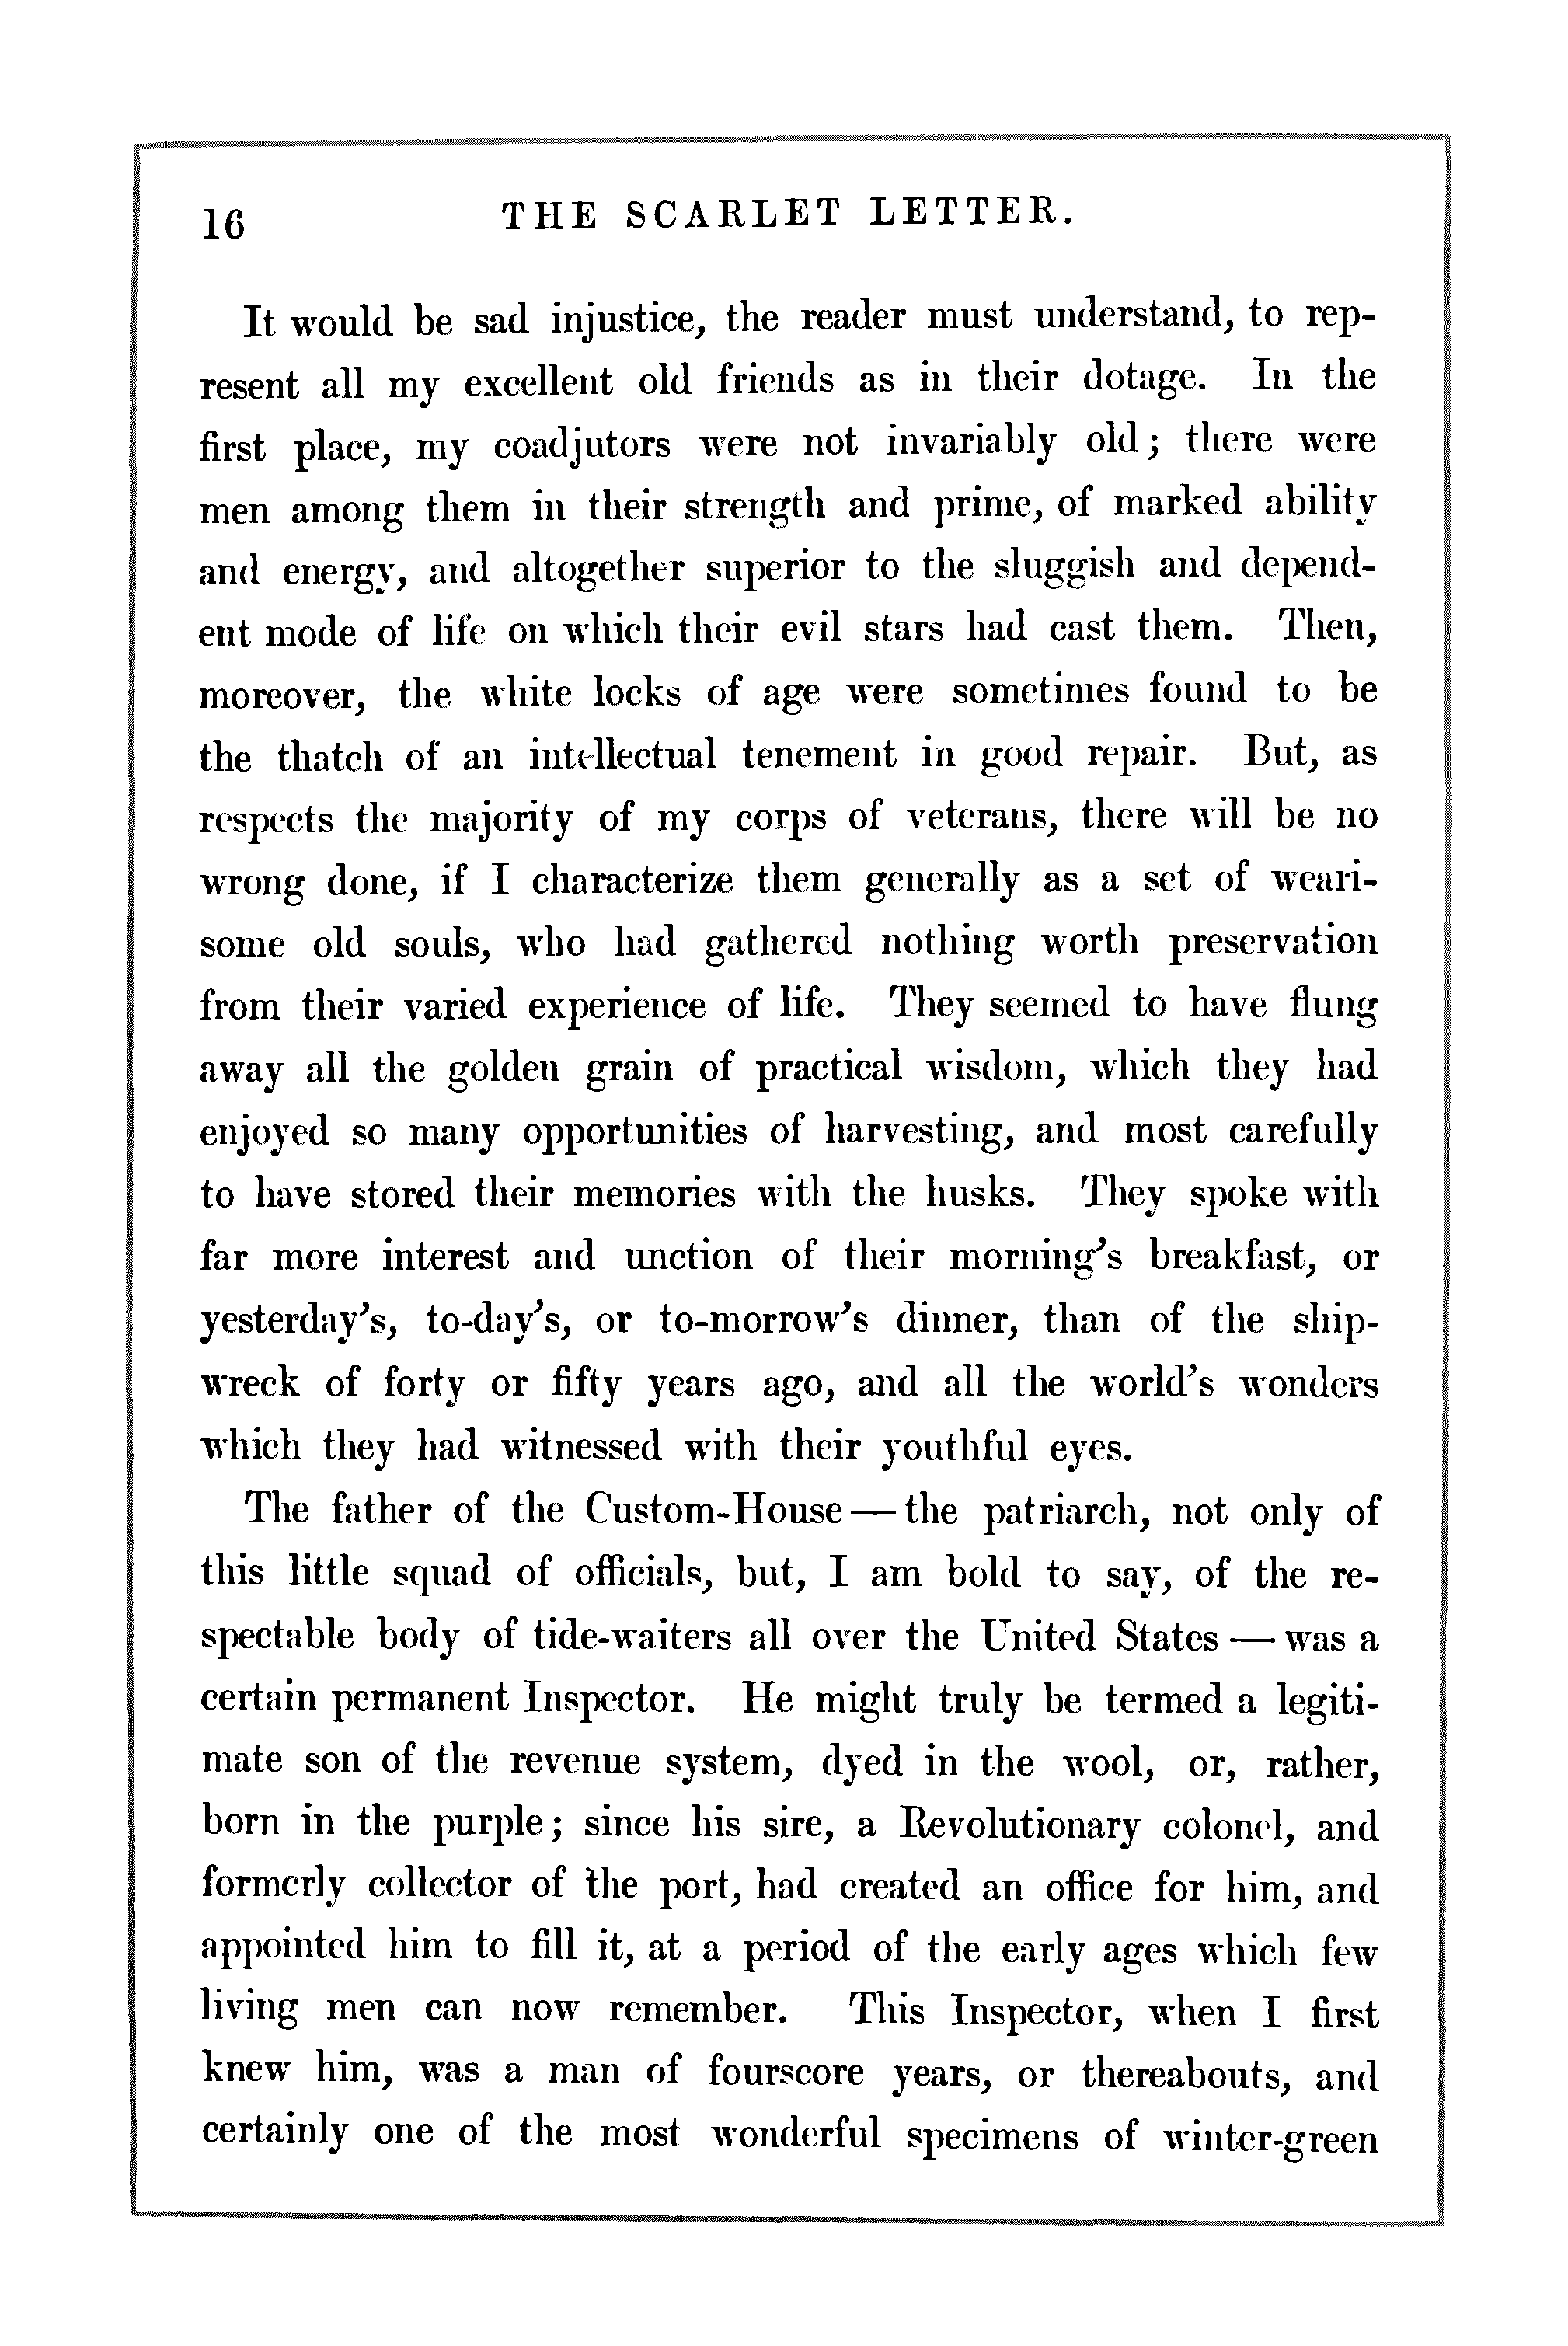 16 THE SCARLET LETTER.
It would be sad injustice, the reader must understand, to rep-
resent all my excellent old friends as in their dotage. In the
first place, my coadjutors were not invariably old; there were
men among them in their strength and prime, of marked ability
and energy, and altogether superior to the sluggish and depend-
ent mode of life on which their evil stars had cast them. Then,
moreover, the white locks of age were sometimes found to be
the thatch of an intellectual tenement in good repair. But, as
respects the majority of my corps of veterans, there will be no
wrong done, if I characterize them generally as a set of weari-
some old souls, who had gathered nothing worth preservation
from their varied experience of life. They seemed to have flung
away all the golden grain of practical wisdom, which they had
enjoyed so many opportunities of harvesting, and most carefully
to have stored their memories with the husks. They spoke with
far more interest and unction of their morning's breakfast, or
yesterday's, to-day's, or to-morrow's dinner, than of the ship-
wreck of forty or fifty years ago, and all the world's wonders
which they had witnessed with their youthful eyes.
The father of the Custom-House — the patriarch, not only of
this little squad of officials, but, I am bold to say, of the re-
spectable body of tide-waiters all over the United States — was a
certain permanent Inspector. He might truly be termed a legiti-
mate son of the revenue system, dyed in the wool, or, rather,
born in the purple; since his sire, a Revolutionary colonel, and
formerly collector of the port, had created an office for him, and
appointed him to fill it, at a period of the early ages which few
living men can now remember. This Inspector, when I first
knew him, was a man of fourscore years, or thereabouts, and
certainly one of the most wonderful specimens of winter-green